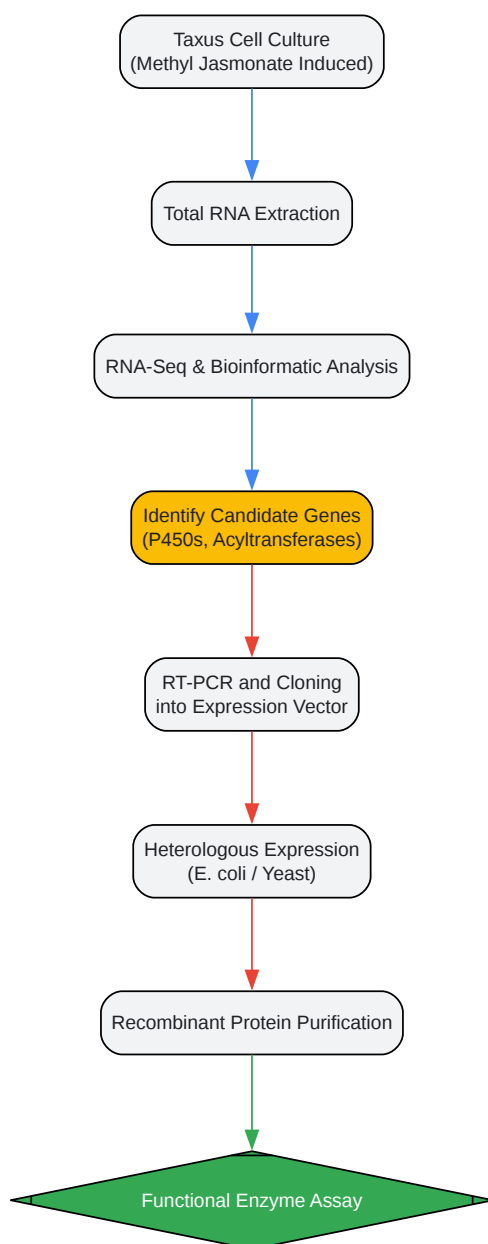 Taxus Cell Culture
(Methyl Jasmonate Induced)
Total RNA Extraction
RNA-Seq & Bioinformatic Analysis
Identify Candidate Genes
(P450s, Acyltransferases)
RT-PCR and Cloning
into Expression Vector
Heterologous Expression
(E. coli / Yeast)
Recombinant Protein Purification
Functional Enzyme Assay